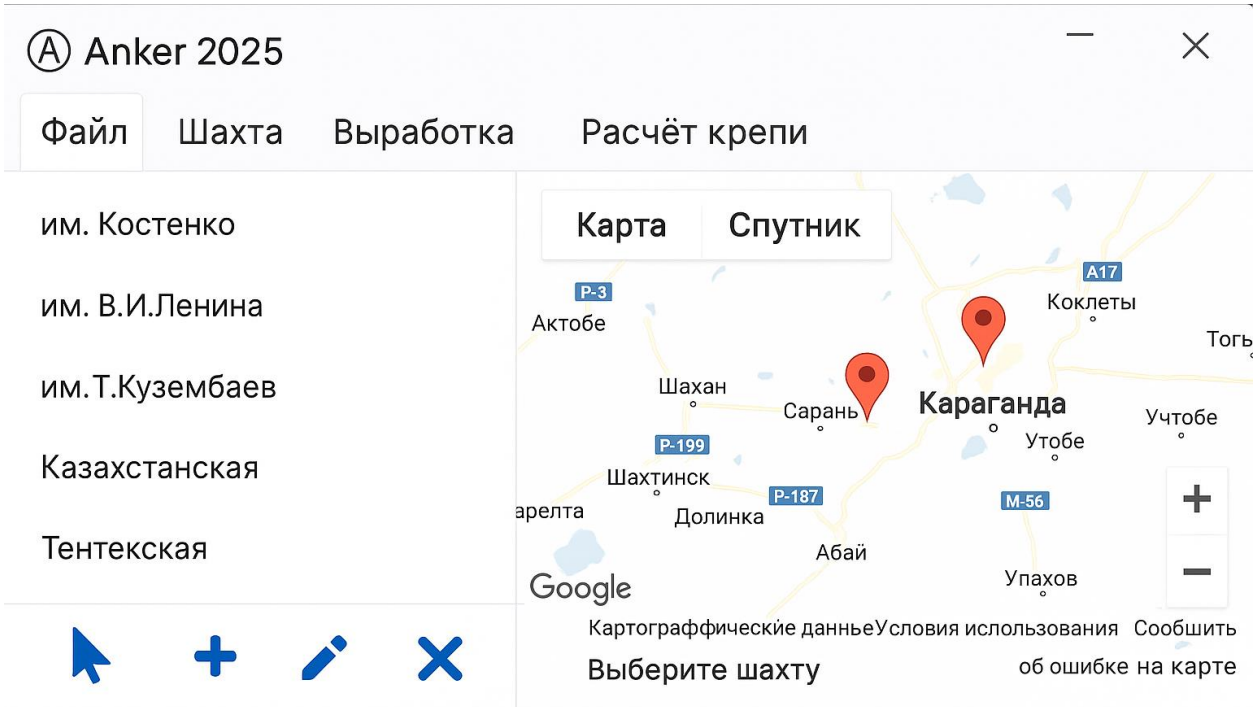 Ⓐ Anker 2025
Файл Шахта Выработка Расчёт крепи
им. Костенко
им. В.И.Ленина
им.Т.Кузембаев
Казахстанская
Тентекская
Карта Спутник
A17
P-3
Коклеты
Актобе
Тогь
Шахан
Сарань
Караганда
Учтобе
Утобе
P-199
Шахтинск
P-187
M-56
арелта
Долинка
Абай
Упахов
+
−
Google
Картограффические данньеУсловия использования Сообшить
об ошибке на карте
Выберите шахту